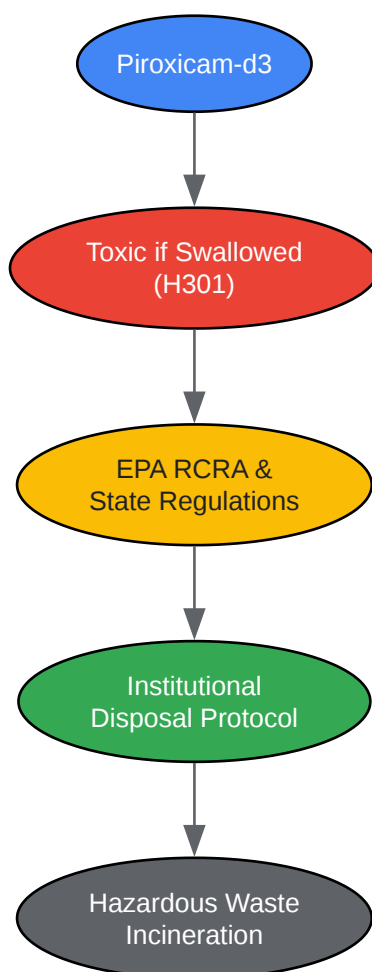 Piroxicam-d3
Toxic if Swallowed
(H301)
EPA RCRA &
State Regulations
Institutional
Disposal Protocol
Hazardous Waste
Incineration